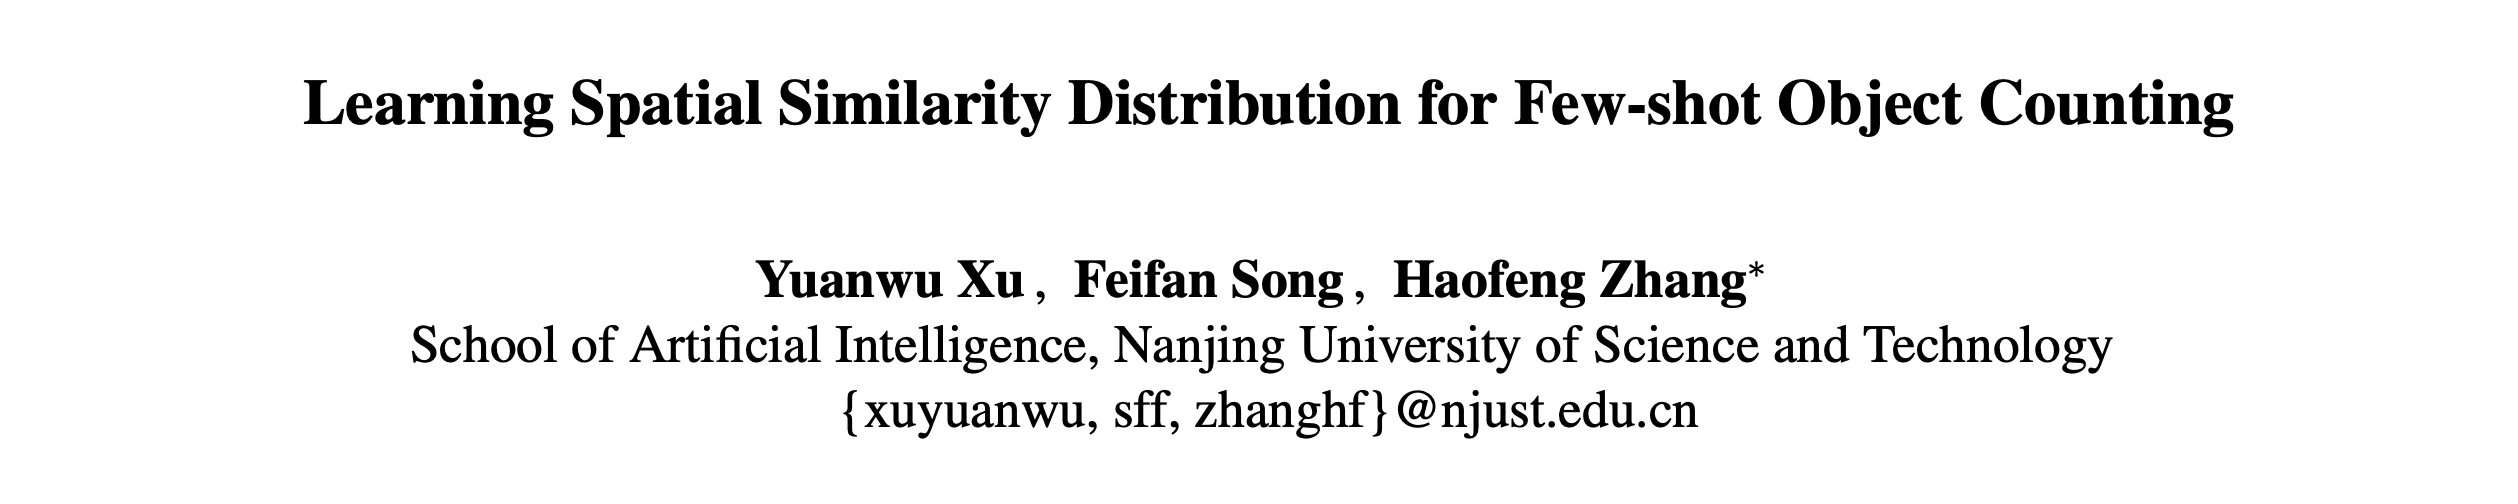 Learning Spatial Similarity Distribution for Few-shot Object Counting
Yuanwu Xu , Feifan Song , Haofeng Zhang*
School of Artificial Intelligence, Nanjing University of Science and Technology
{xuyuanwu, sff, zhanghf}@njust.edu.cn